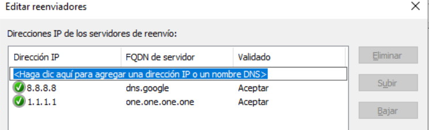 Editar reenviadores
Direcciones IP de los servidores de reenvío:
Dirección IP FQDN de servidor Validado
<Haga clic aquí para agregar una dirección IP o un nombre DNS>
8.8.8.8 dns.google Aceptar
1.1.1.1 one.one.one.one Aceptar
Eliminar
Subir
Bajar